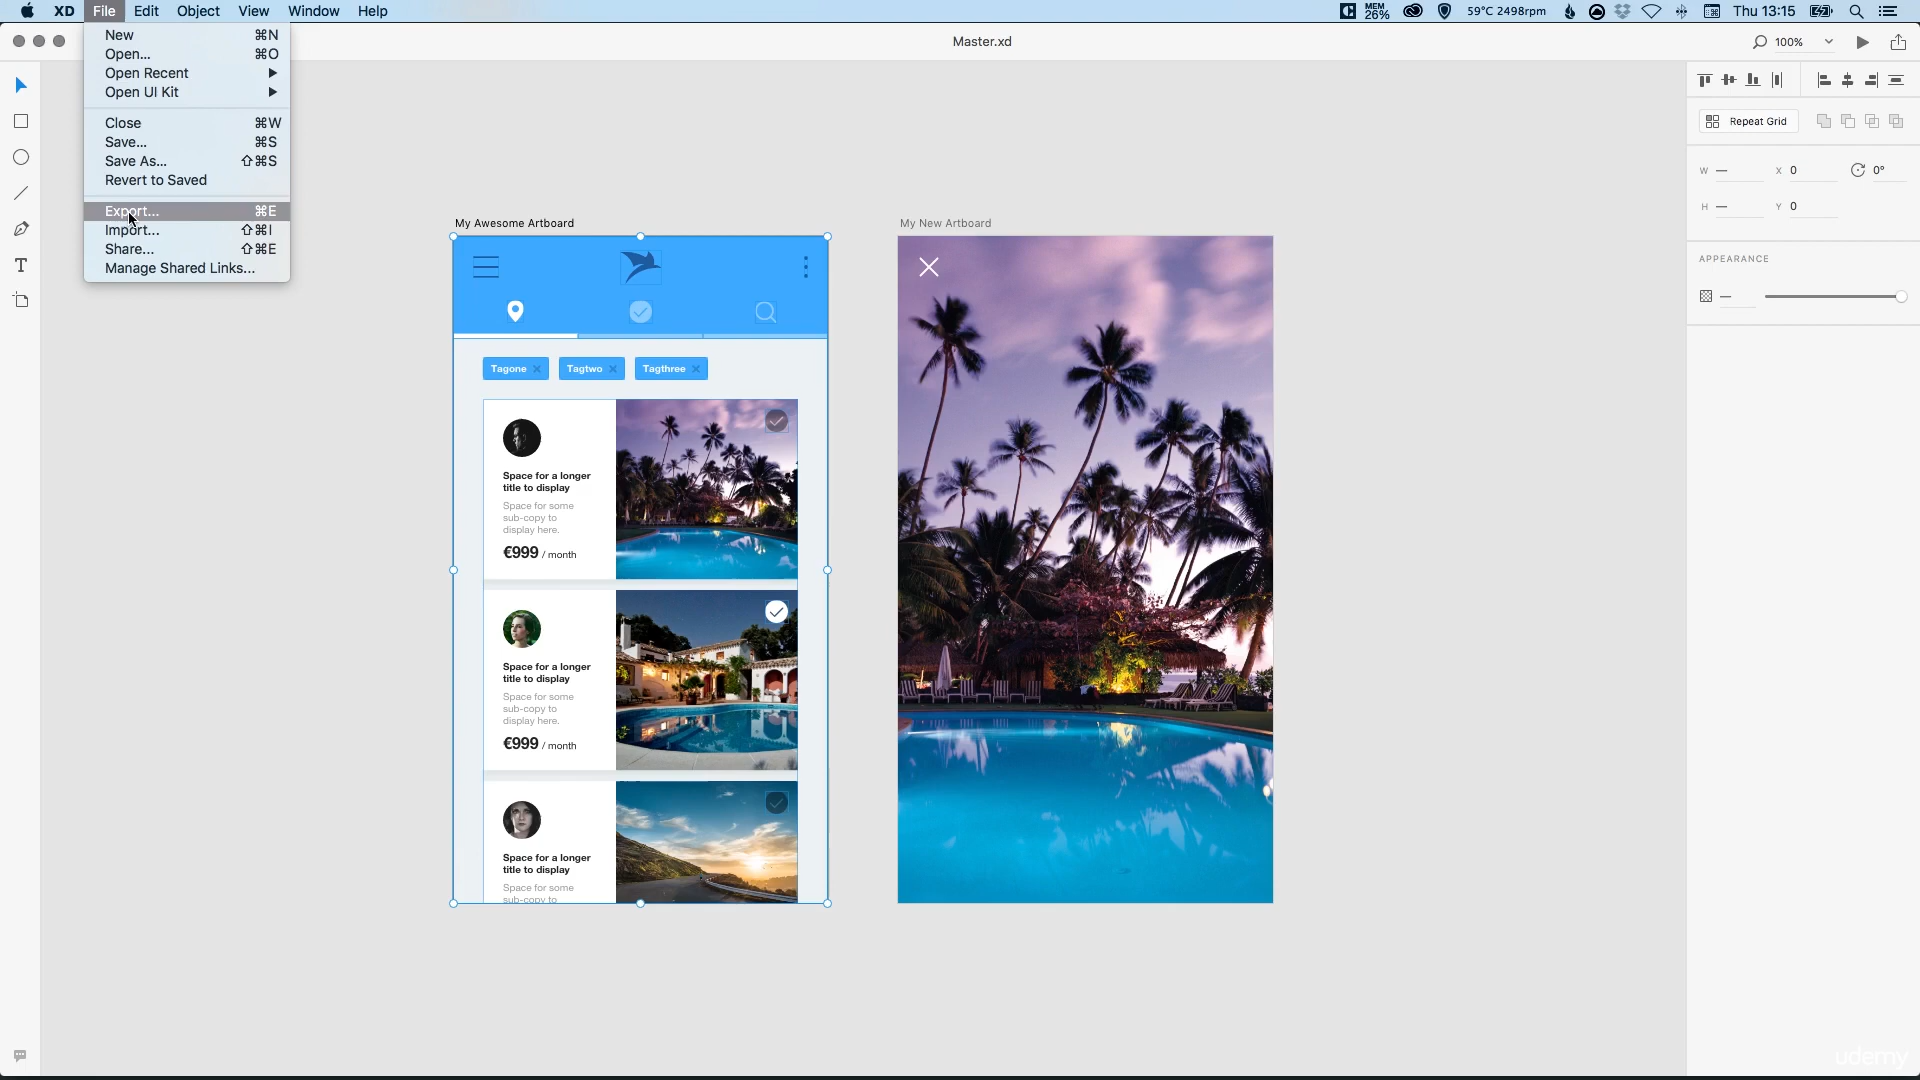 XD File Edit Object View Window Help
MEM 26% 59°C 2498rpm Thu 13:15
Master.xd
100%
New ⌘N
Open... ⌘O
Open Recent ▶
Open UI Kit ▶
Close ⌘W
Save... ⌘S
Save As... ⇧⌘S
Revert to Saved
Export... ⌘E
Import... ⇧⌘I
Share... ⇧⌘E
Manage Shared Links...
T
My Awesome Artboard
Tagone
Tagtwo
Tagthree
Space for a longer
title to display
Space for some
sub-copy to
display here.
€999 / month
Space for a longer
title to display
Space for some
sub-copy to
display here.
€999 / month
Space for a longer
title to display
Space for some
sub-copy to
My New Artboard
Repeat Grid
W — X 0 0°
H — Y 0
APPEARANCE
—
udemy